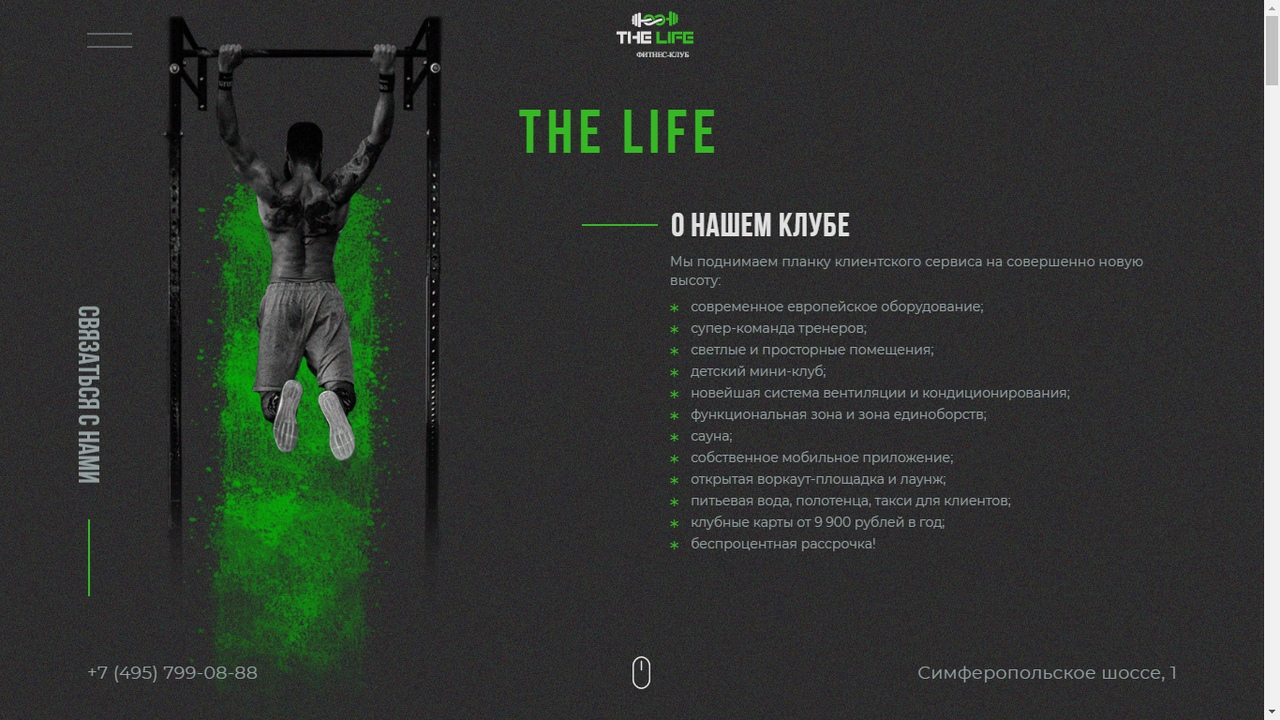 THE LIFE
ФИТНЕС-КЛУБ
THE LIFE
О НАШЕМ КЛУБЕ
Мы поднимаем планку клиентского сервиса на совершенно новую
высоту:
современное европейское оборудование;
супер-команда тренеров;
светлые и просторные помещения;
детский мини-клуб;
новейшая система вентиляции и кондиционирования;
функциональная зона и зона единоборств;
сауна;
собственное мобильное приложение;
открытая воркаут-площадка и лаунж;
питьевая вода, полотенца, такси для клиентов;
клубные карты от 9 900 рублей в год;
беспроцентная рассрочка!
СВЯЗАТЬСЯ С НАМИ
+7 (495) 799-08-88
Симферопольское шоссе, 1